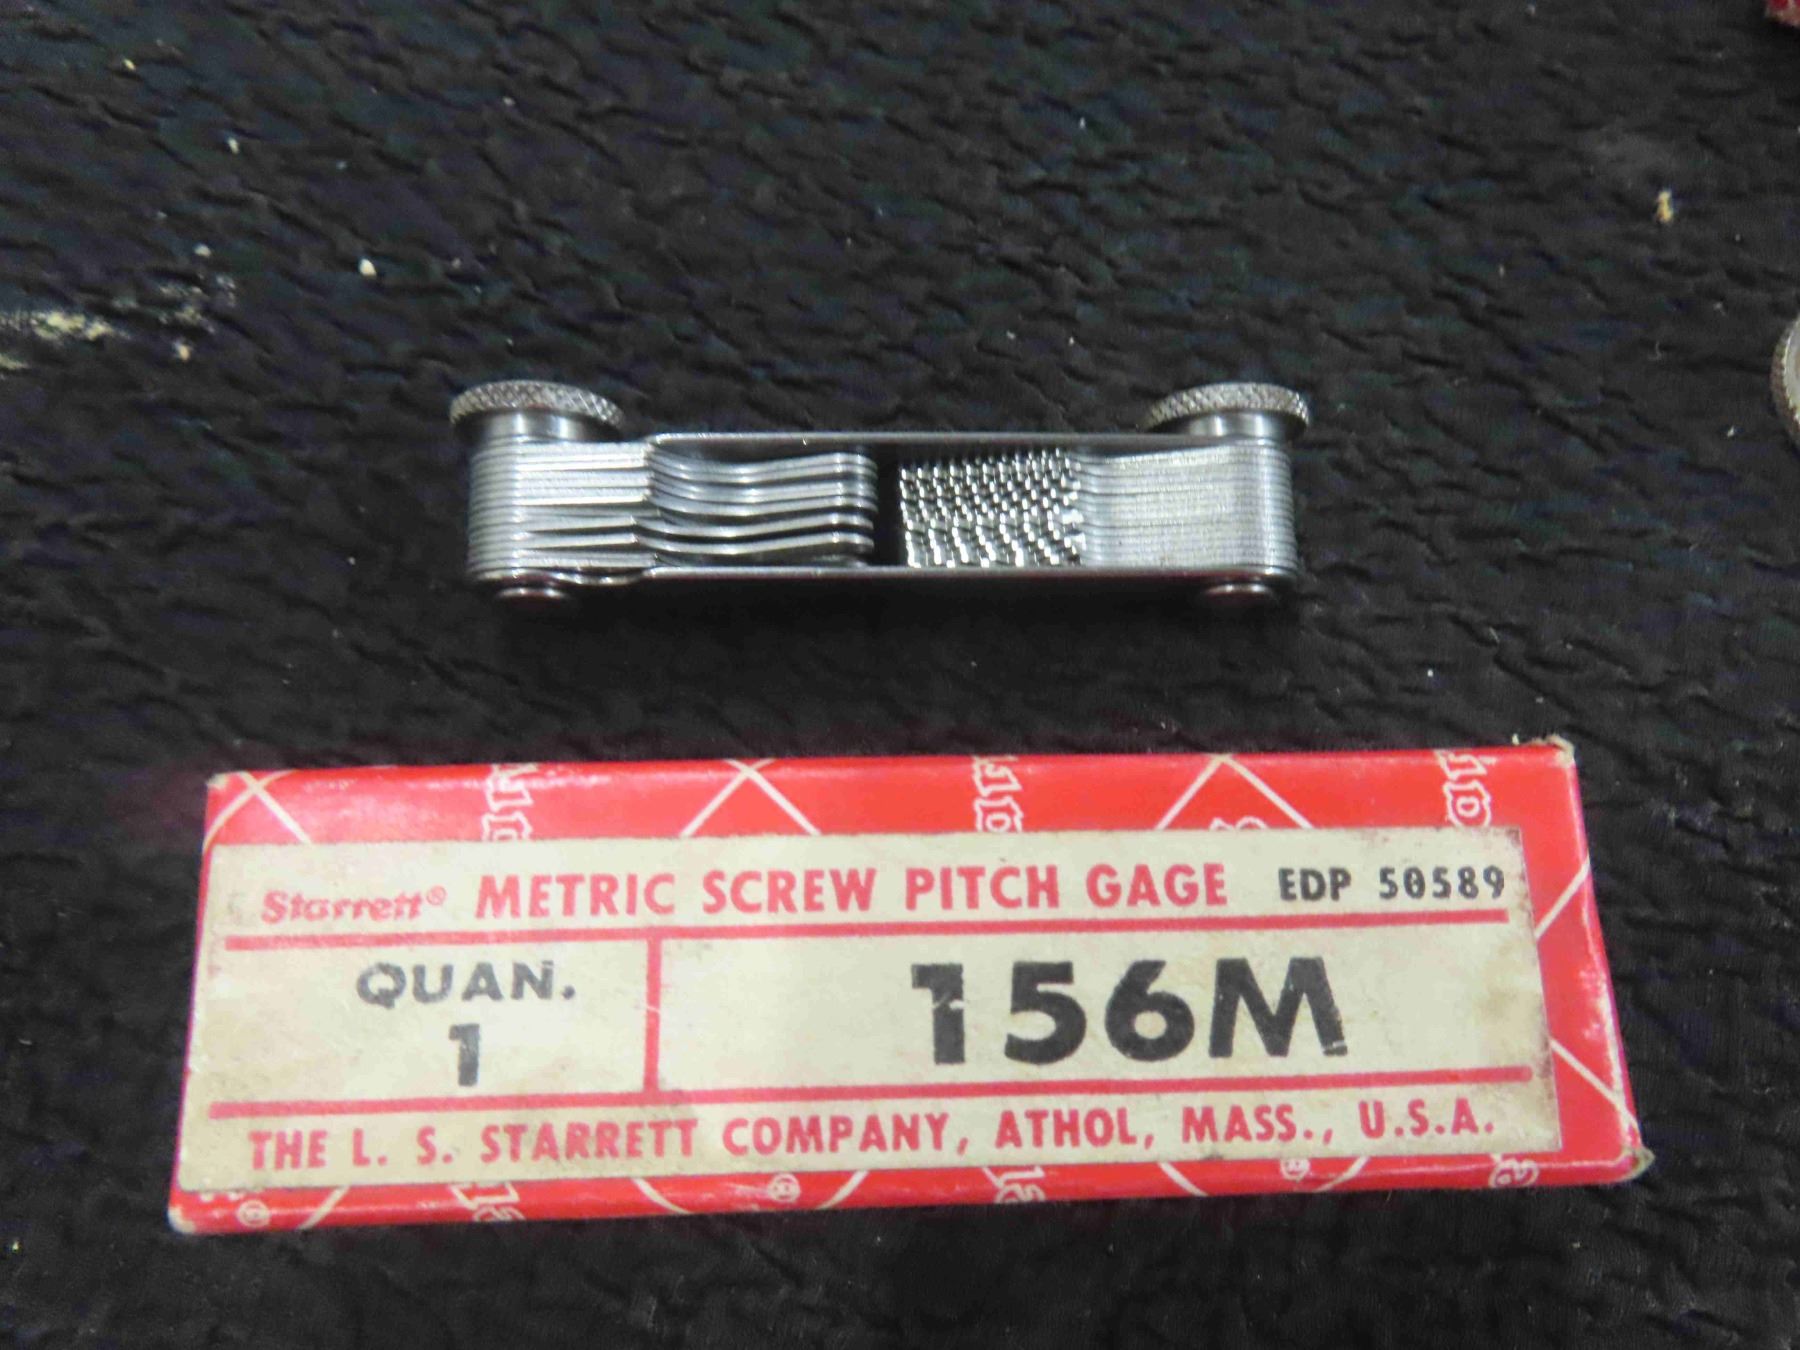 Starrett® METRIC SCREW PITCH GAGE EDP 50589
QUAN.
1
156M
THE L. S. STARRETT COMPANY, ATHOL, MASS., U.S.A.